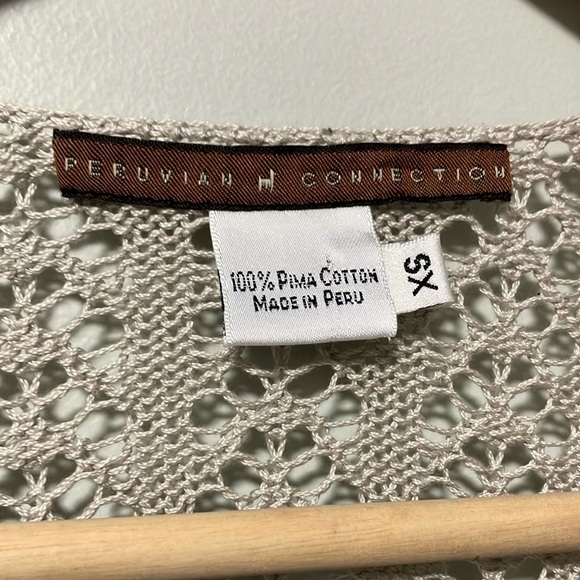 PERUVIAN CONNECTION
100% PIMA COTTON
MADE IN PERU
XS